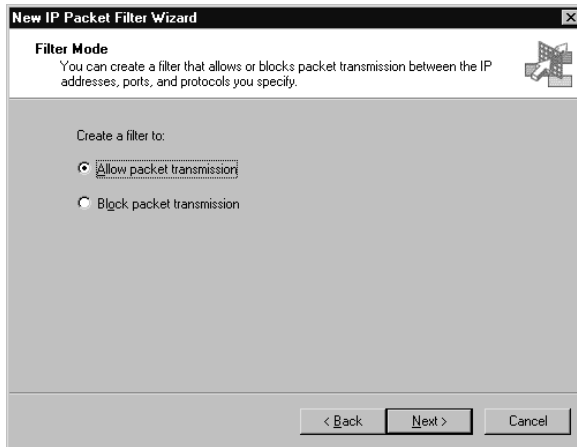 New IP Packet Filter Wizard
Filter Mode
You can create a filter that allows or blocks packet transmission between the IP
addresses, ports, and protocols you specify.
Create a filter to:
Allow packet transmission
Block packet transmission
< Back
Next >
Cancel